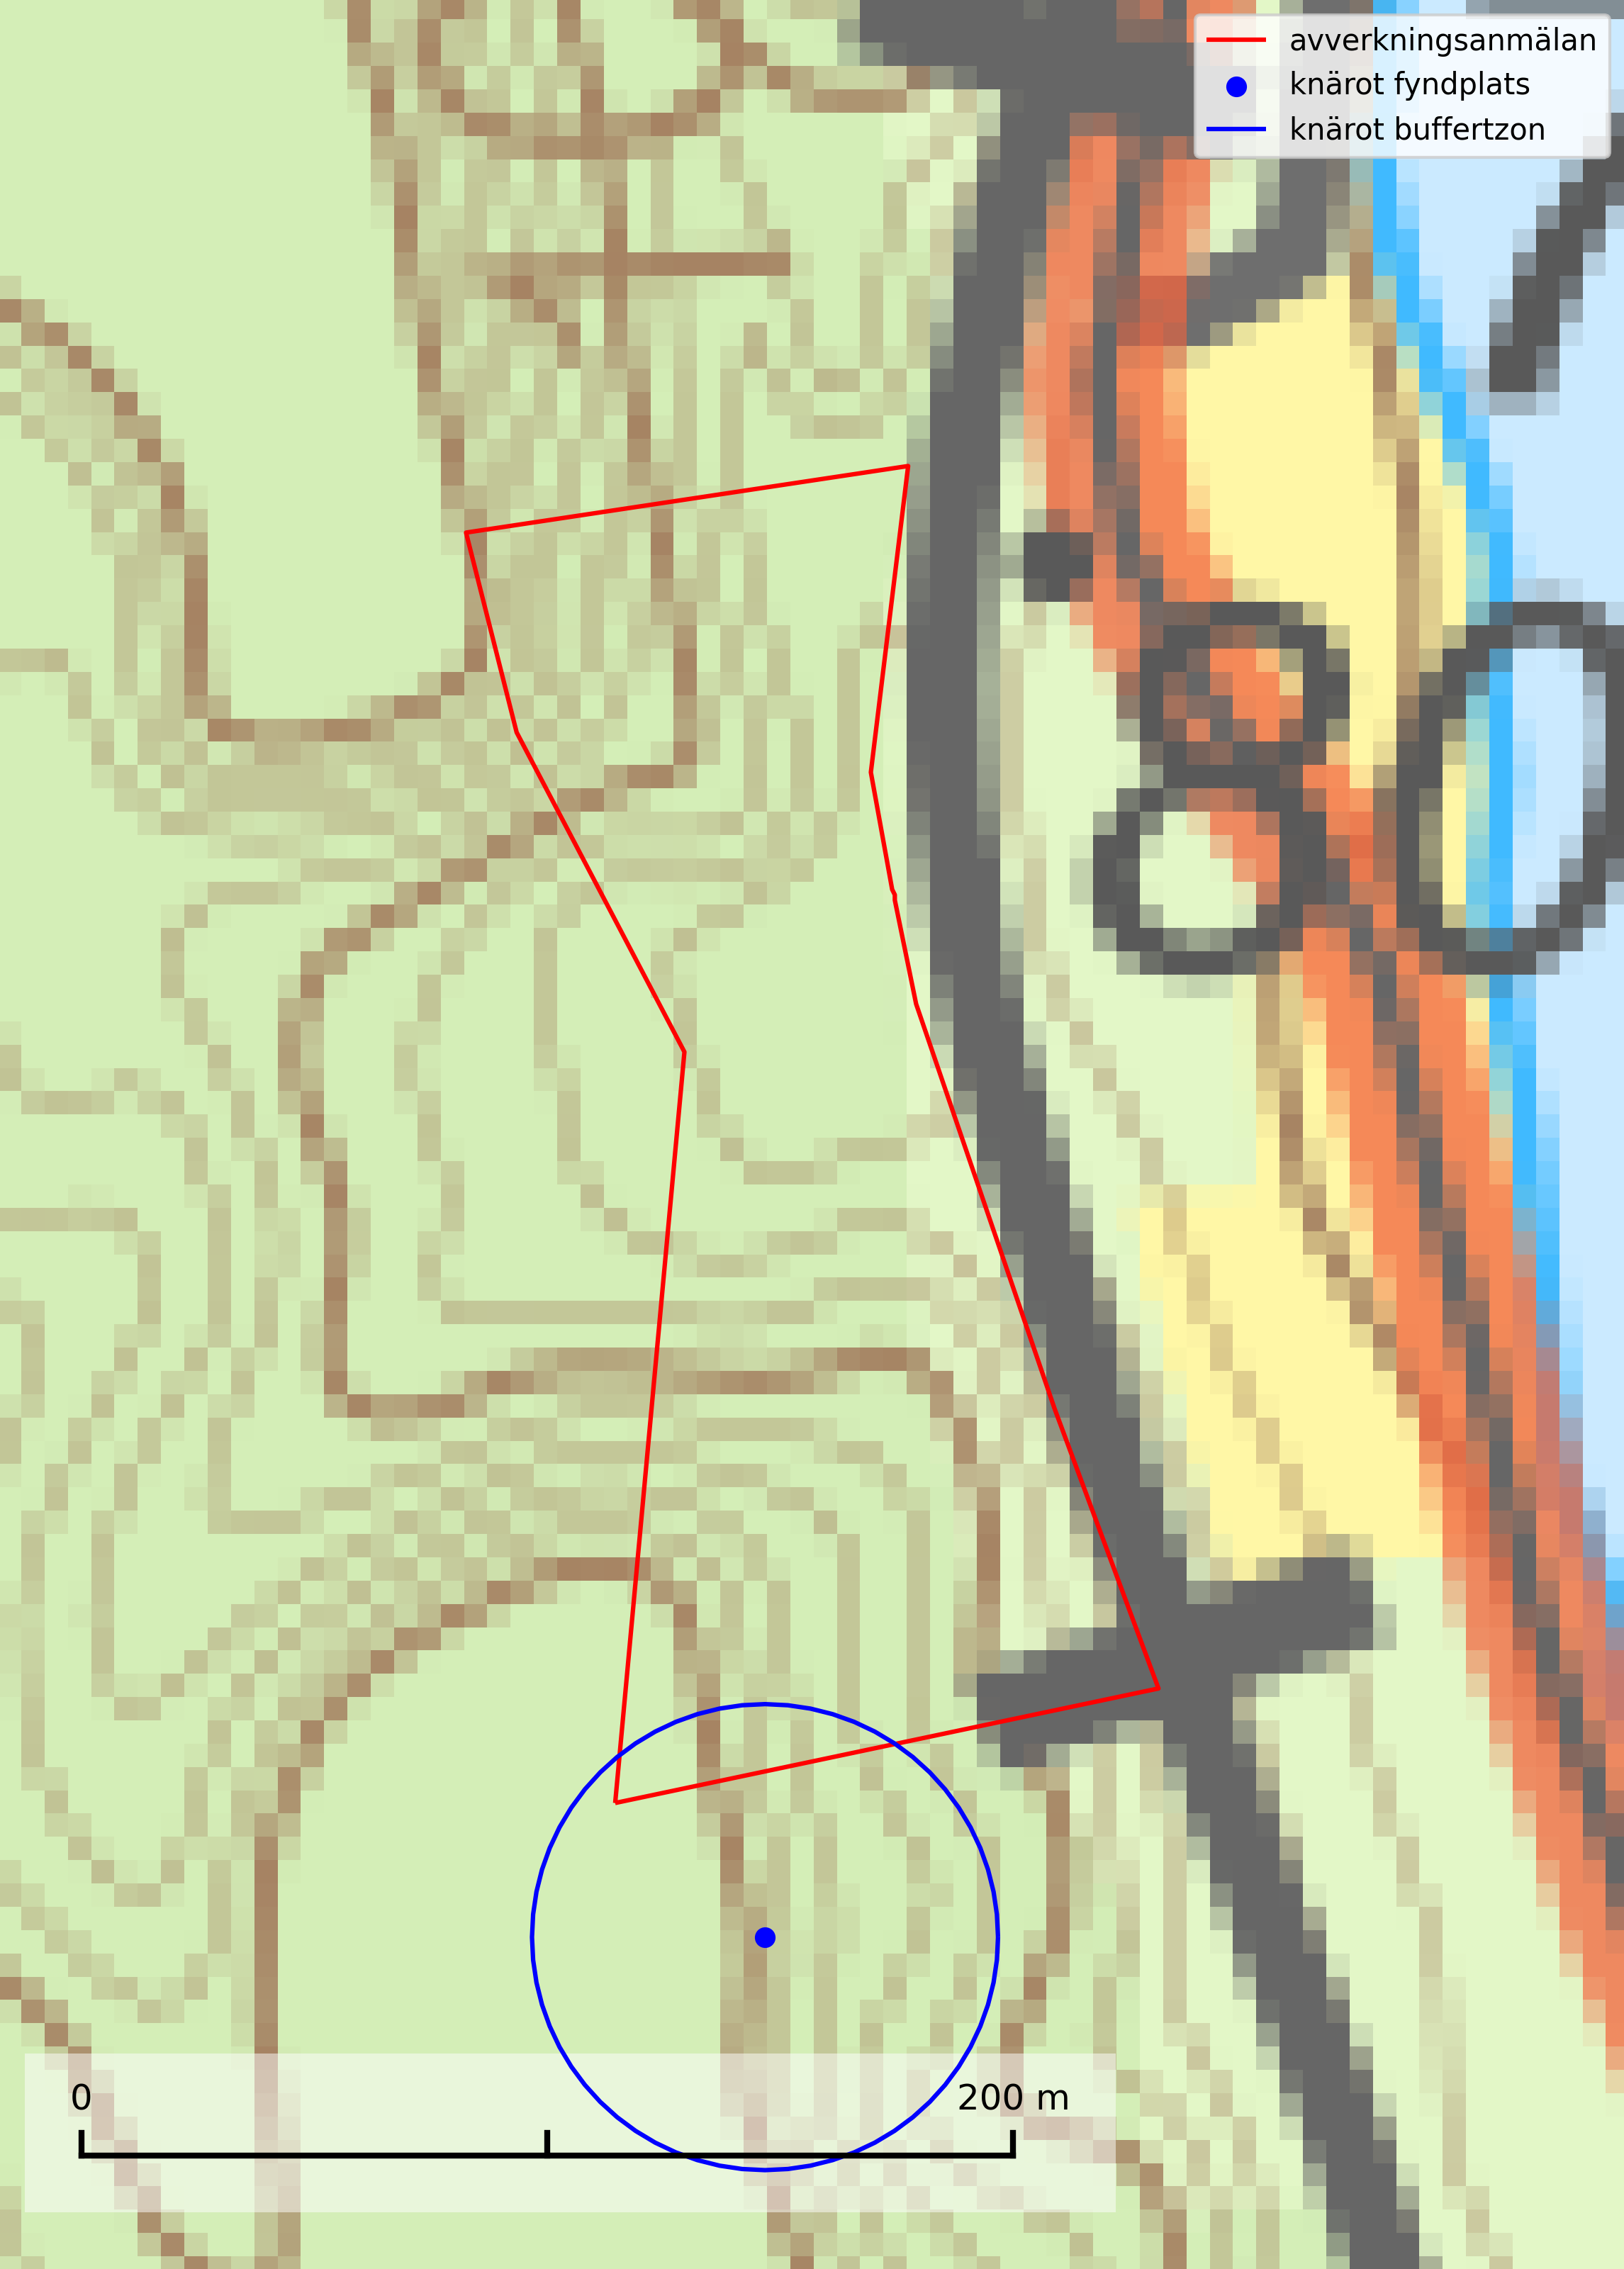 avverkningsanmälan
knärot fyndplats
knärot buffertzon
0
200 m